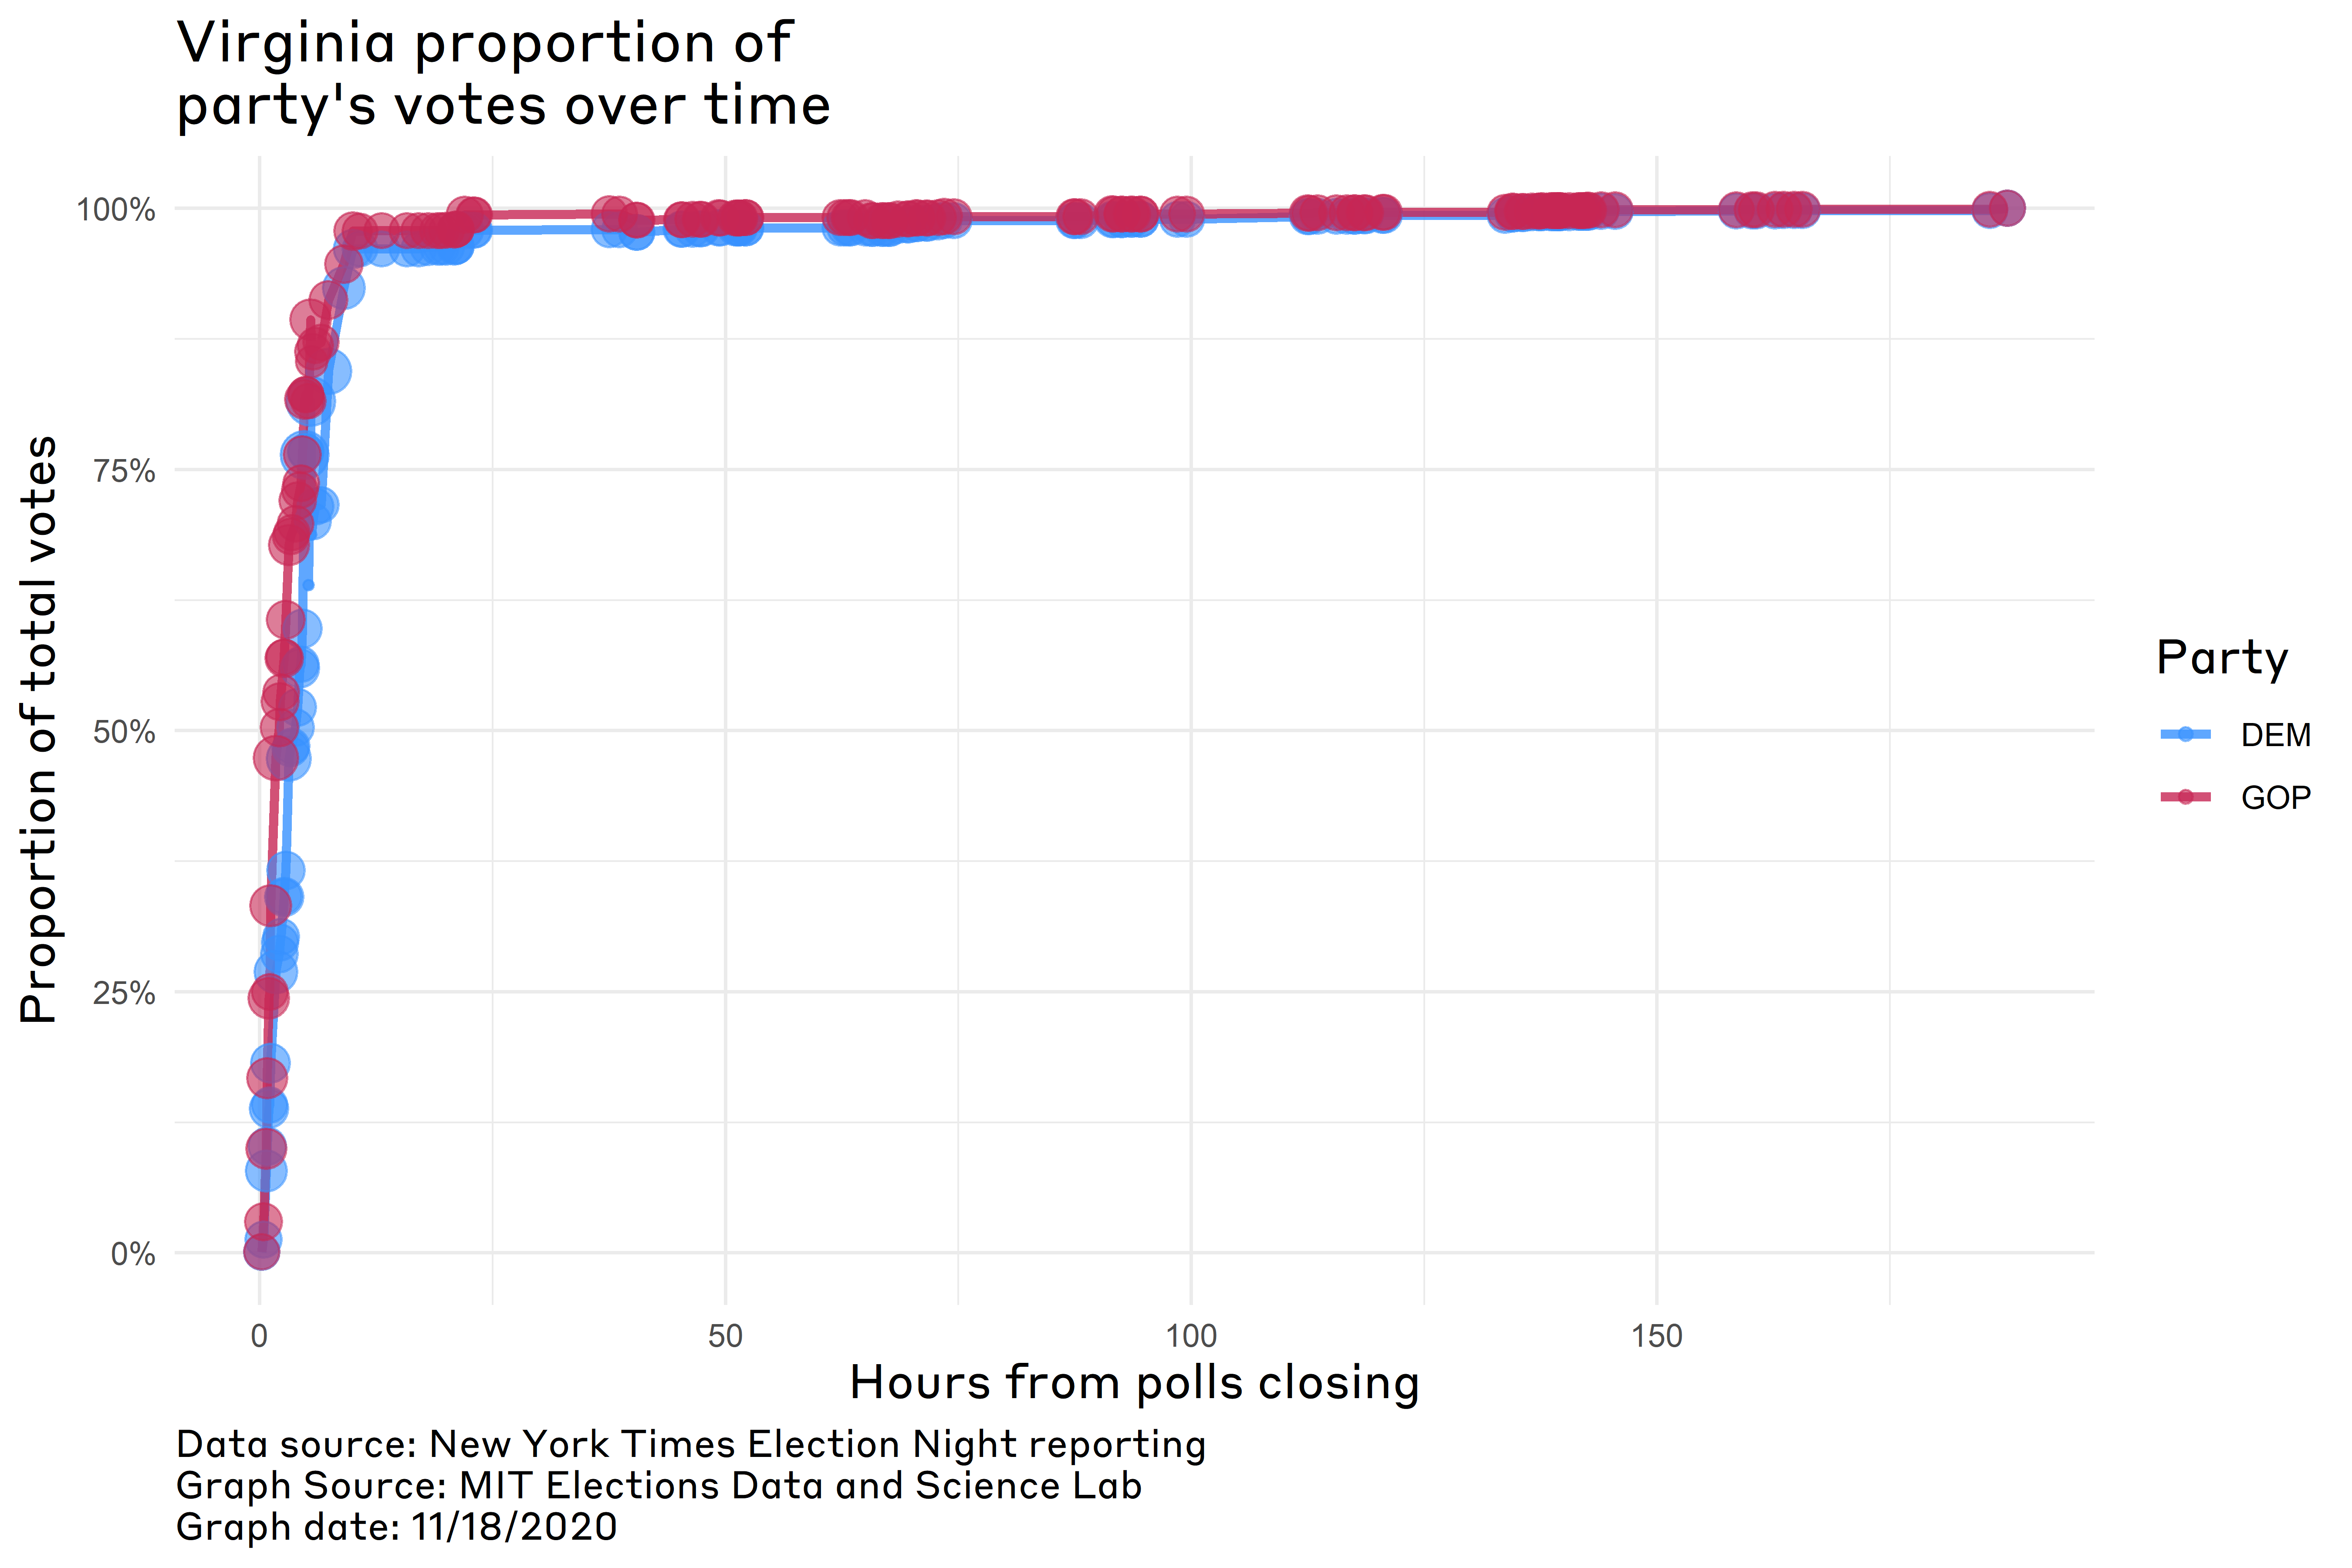 Virginia proportion of
party's votes over time
Proportion of total votes
100%
75%
50%
25%
0%
0 50 100 150
Hours from polls closing
Party
DEM
GOP
Data source: New York Times Election Night reporting
Graph Source: MIT Elections Data and Science Lab
Graph date: 11/18/2020